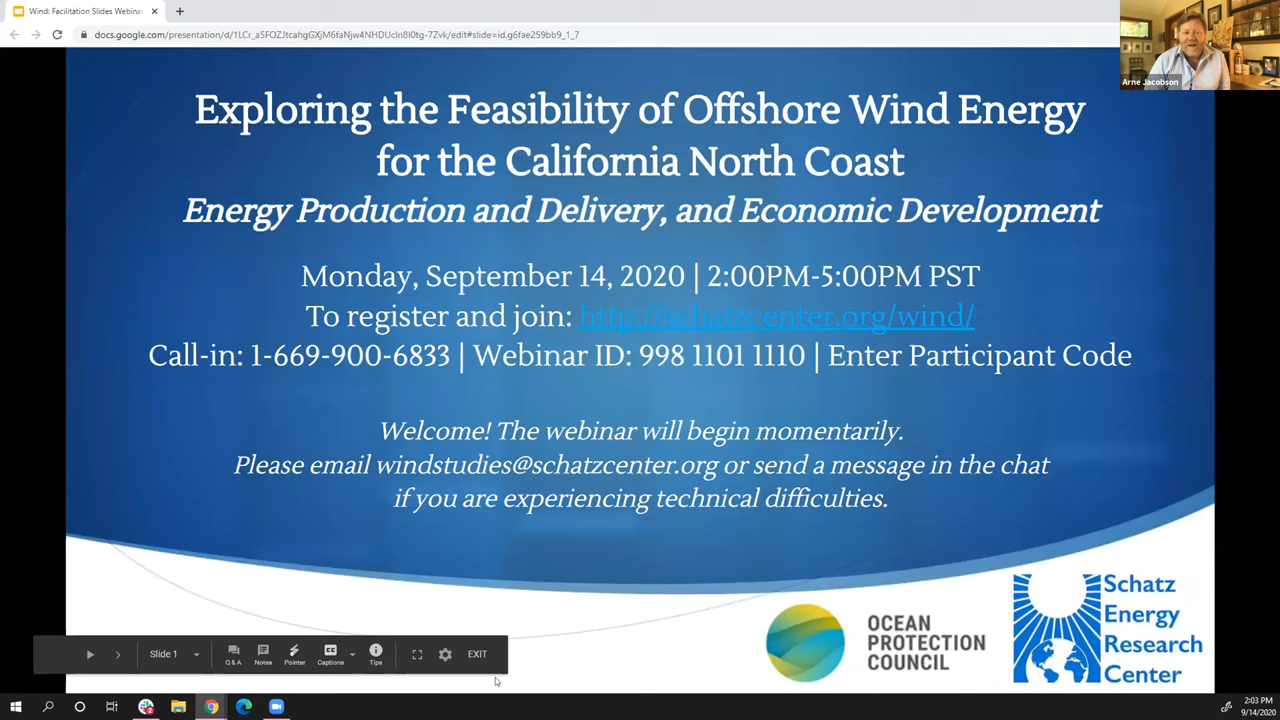 Wind: Facilitation Slides Webinar
docs.google.com/presentation/d/1LCr_a5FOZJtcahgGXjM6faNjw4NHDUcIn8I0tg-7Zvk/edit#slide=id.g6fae259bb9_1_7
Arne Jacobson
Exploring the Feasibility of Offshore Wind Energy
for the California North Coast
Energy Production and Delivery, and Economic Development
Monday, September 14, 2020 | 2:00PM-5:00PM PST
To register and join: http://schatzcenter.org/wind/
Call-in: 1-669-900-6833 | Webinar ID: 998 1101 1110 | Enter Participant Code
Welcome! The webinar will begin momentarily.
Please email windstudies@schatzcenter.org or send a message in the chat
if you are experiencing technical difficulties.
OCEAN
PROTECTION
COUNCIL
Schatz
Energy
Research
Center
Slide 1
Q & A
Notes
Pointer
Captions
Tips
EXIT
2:03 PM
9/14/2020